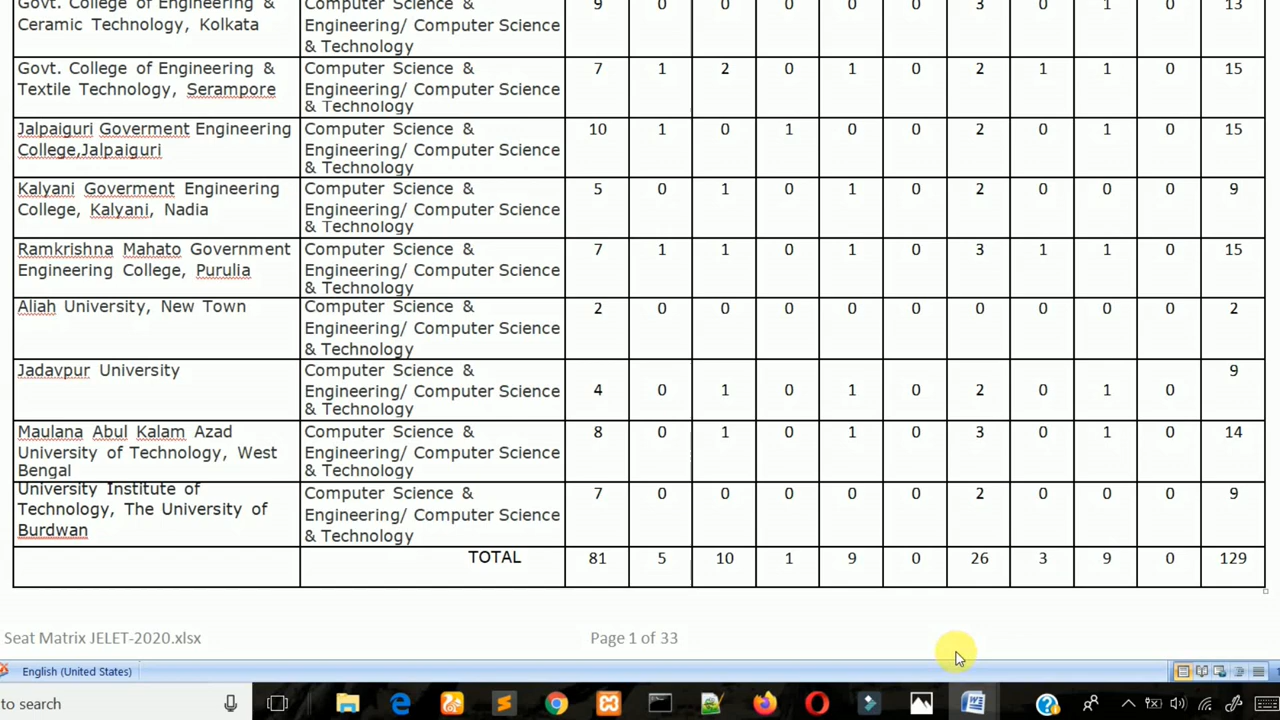 Govt. College of Engineering & Computer Science & 9 0 0 0 0 0 3 0 1 0 13
Ceramic Technology, Kolkata Engineering/ Computer Science
& Technology
Govt. College of Engineering & Computer Science & 7 1 2 0 1 0 2 1 1 0 15
Textile Technology, Serampore Engineering/ Computer Science
& Technology
Jalpaiguri Goverment Engineering Computer Science & 10 1 0 1 0 0 2 0 1 0 15
College,Jalpaiguri Engineering/ Computer Science
& Technology
Kalyani Goverment Engineering Computer Science & 5 0 1 0 1 0 2 0 0 0 9
College, Kalyani, Nadia Engineering/ Computer Science
& Technology
Ramkrishna Mahato Government Computer Science & 7 1 1 0 1 0 3 1 1 0 15
Engineering College, Purulia Engineering/ Computer Science
& Technology
Aliah University, New Town Computer Science & 2 0 0 0 0 0 0 0 0 0 2
Engineering/ Computer Science
& Technology
Jadavpur University Computer Science & 9
Engineering/ Computer Science 4 0 1 0 1 0 2 0 1 0
& Technology
Maulana Abul Kalam Azad Computer Science & 8 0 1 0 1 0 3 0 1 0 14
University of Technology, West Engineering/ Computer Science
Bengal & Technology
University Institute of Computer Science & 7 0 0 0 0 0 2 0 0 0 9
Technology, The University of Engineering/ Computer Science
Burdwan & Technology
TOTAL 81 5 10 1 9 0 26 3 9 0 129
Seat Matrix JELET-2020.xlsx Page 1 of 33
English (United States)
to search